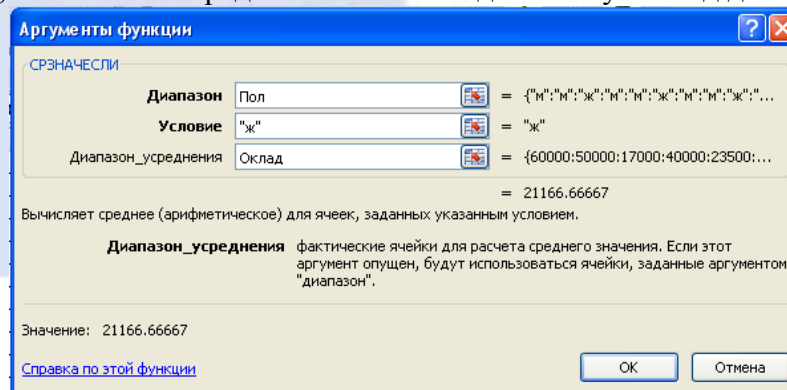 Аргументы функции
СРЗНАЧЕСЛИ
Диапазон Пол = {"м":"м":"ж":"м":"м":"ж":"м":"м":"ж":"...
Условие "ж" = "ж"
Диапазон_усреднения Оклад = {60000:50000:17000:40000:23500:...
= 21166.66667
Вычисляет среднее (арифметическое) для ячеек, заданных указанным условием.
Диапазон_усреднения фактические ячейки для расчета среднего значения. Если этот
аргумент опущен, будут использоваться ячейки, заданные аргументом
"диапазон".
Значение: 21166.66667
Справка по этой функции
ОК Отмена